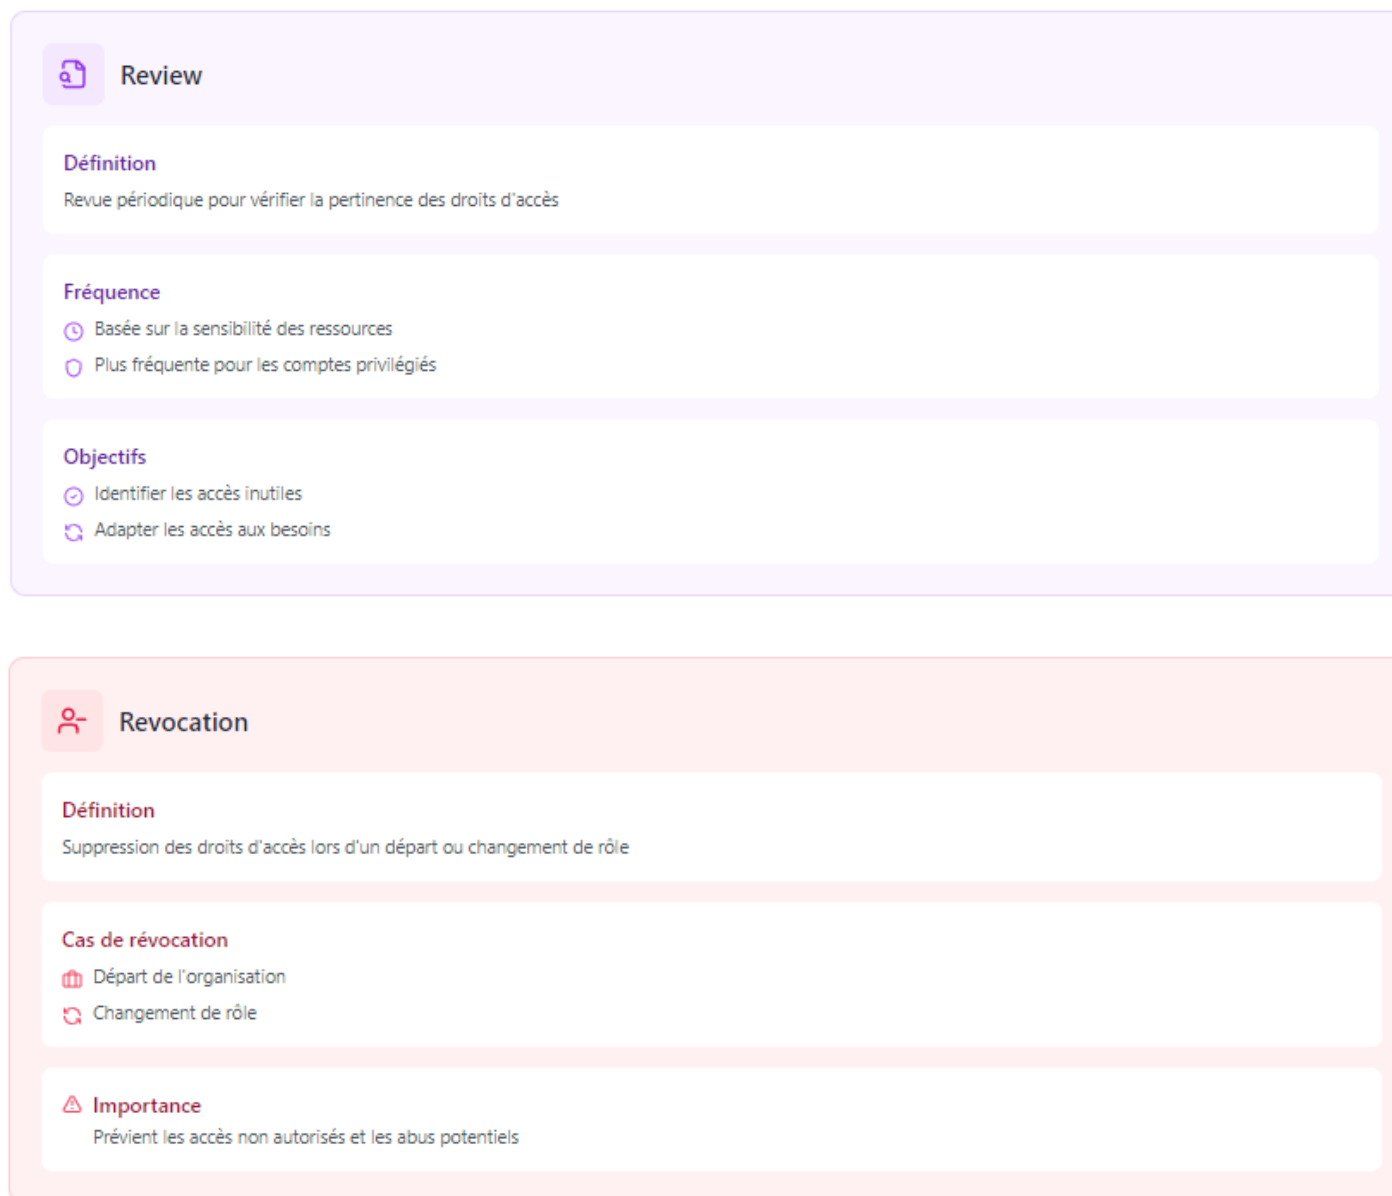 Review
Définition
Revue périodique pour vérifier la pertinence des droits d'accès
Fréquence
Basée sur la sensibilité des ressources
Plus fréquente pour les comptes privilégiés
Objectifs
Identifier les accès inutiles
Adapter les accès aux besoins
Revocation
Définition
Suppression des droits d'accès lors d'un départ ou changement de rôle
Cas de révocation
Départ de l'organisation
Changement de rôle
Importance
Prévient les accès non autorisés et les abus potentiels